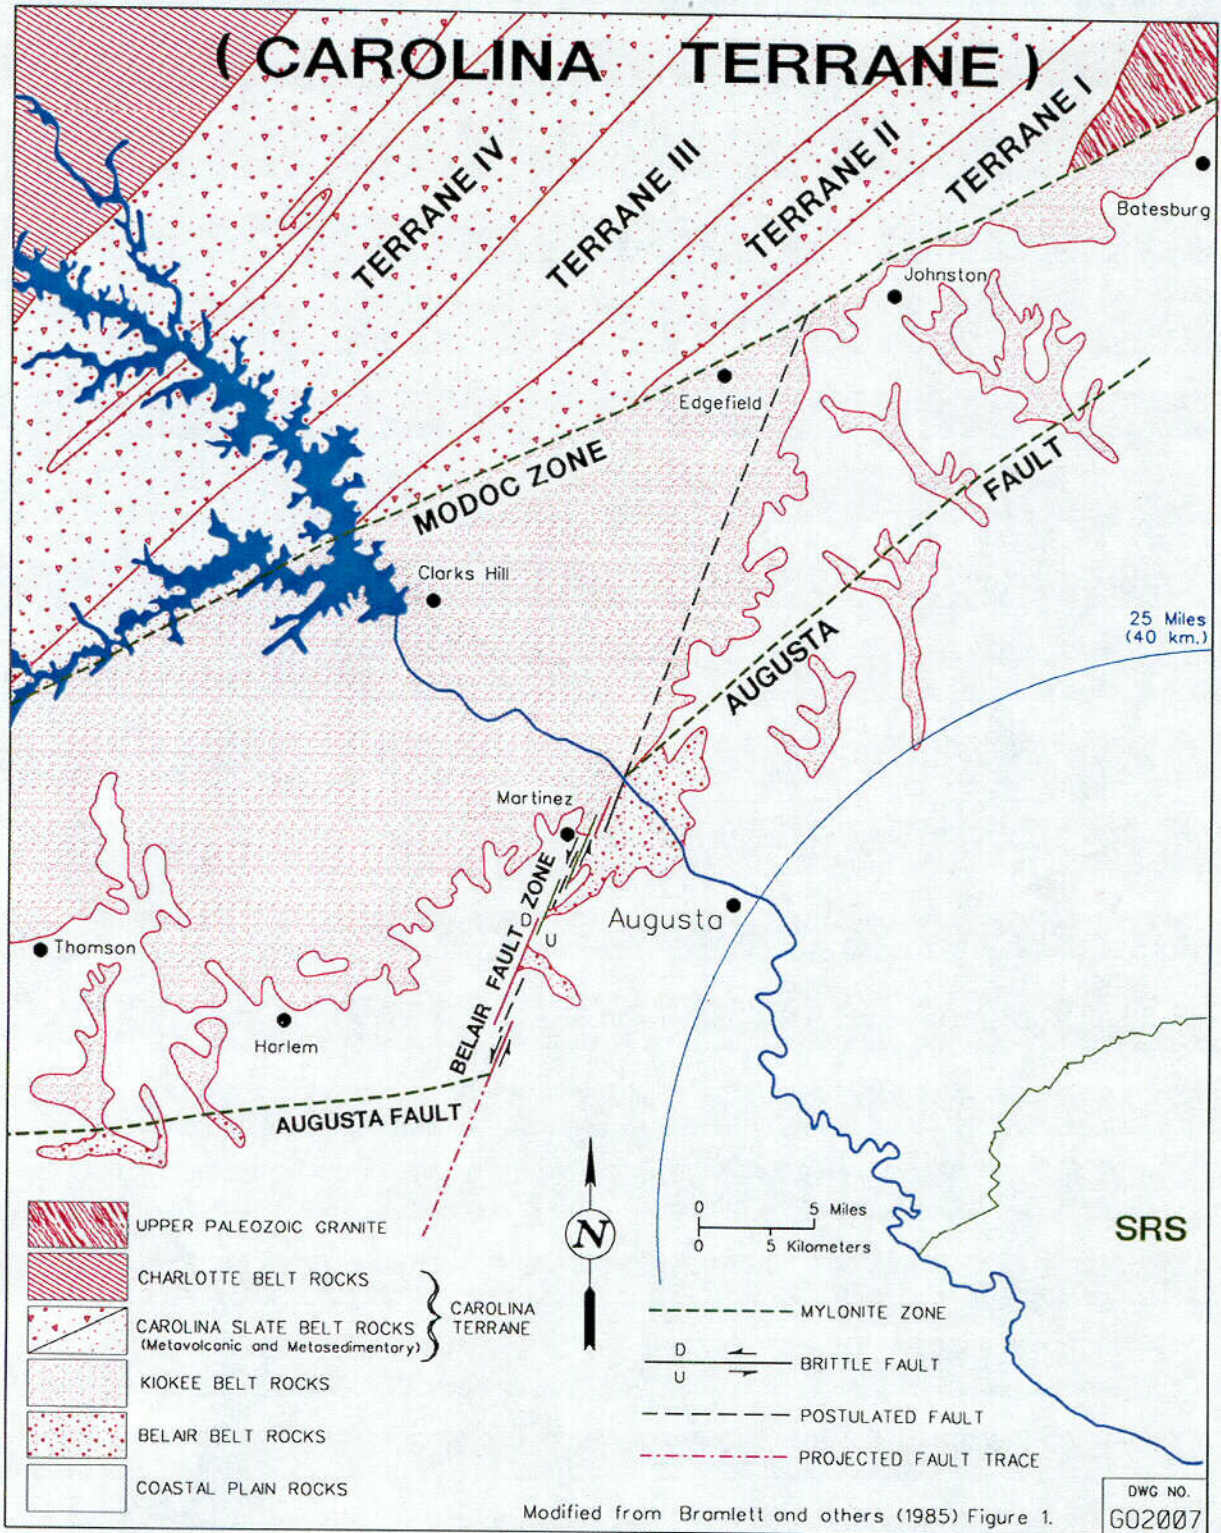 ( CAROLINA TERRANE )
TERRANE IV
TERRANE III
TERRANE II
TERRANE I
Batesburg
Johnston
Edgefield
MODOC ZONE
FAULT
Clarks Hill
25 Miles
(40 km.)
AUGUSTA
Martinez
BELAIR FAULT ZONE
D
U
Augusta
Thomson
Harlem
AUGUSTA FAULT
N
SRS
UPPER PALEOZOIC GRANITE
CHARLOTTE BELT ROCKS
CAROLINA SLATE BELT ROCKS
(Metavolcanic and Metasedimentary)
CAROLINA
TERRANE
KIOKEE BELT ROCKS
BELAIR BELT ROCKS
COASTAL PLAIN ROCKS
0 5 Miles
0 5 Kilometers
MYLONITE ZONE
D
U
BRITTLE FAULT
POSTULATED FAULT
PROJECTED FAULT TRACE
Modified from Bramlett and others (1985) Figure 1.
DWG NO.
GO2007